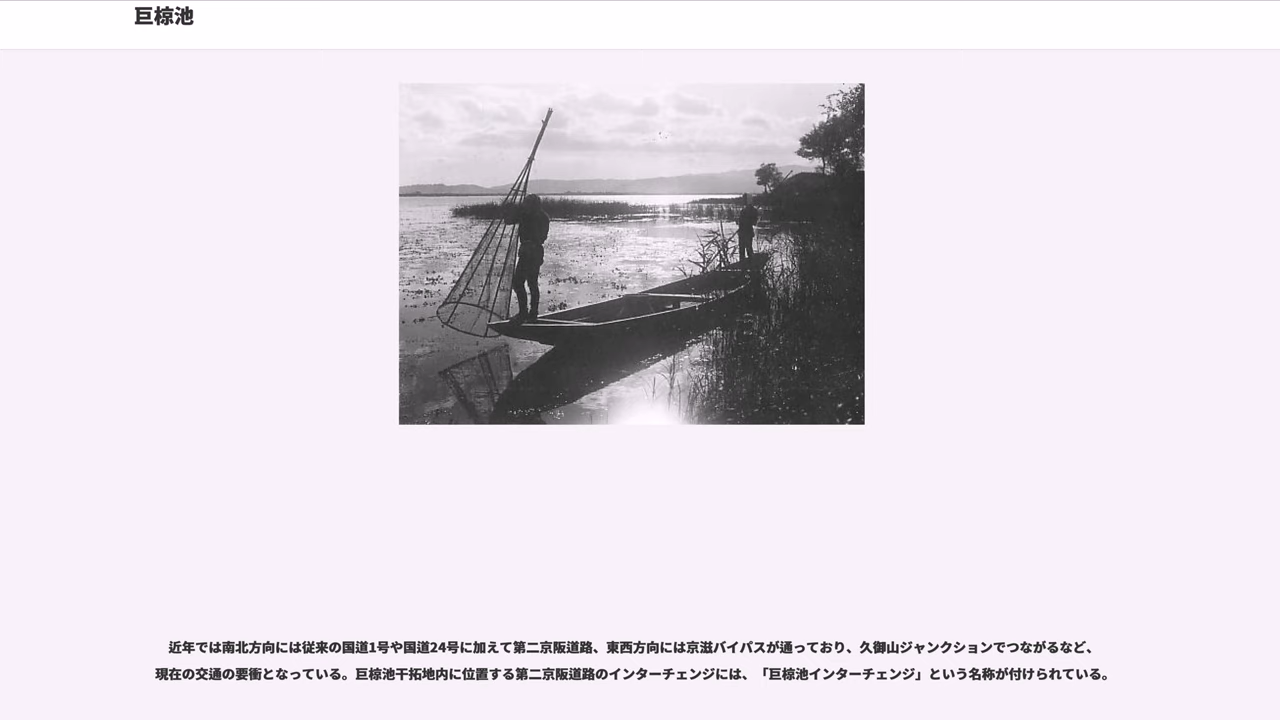 巨椋池
近年では南北方向には従来の国道1号や国道24号に加えて第二京阪道路、東西方向には京滋バイパスが通っており、久御山ジャンクションでつながるなど、
現在の交通の要衝となっている。巨椋池干拓地内に位置する第二京阪道路のインターチェンジには、「巨椋池インターチェンジ」という名称が付けられている。